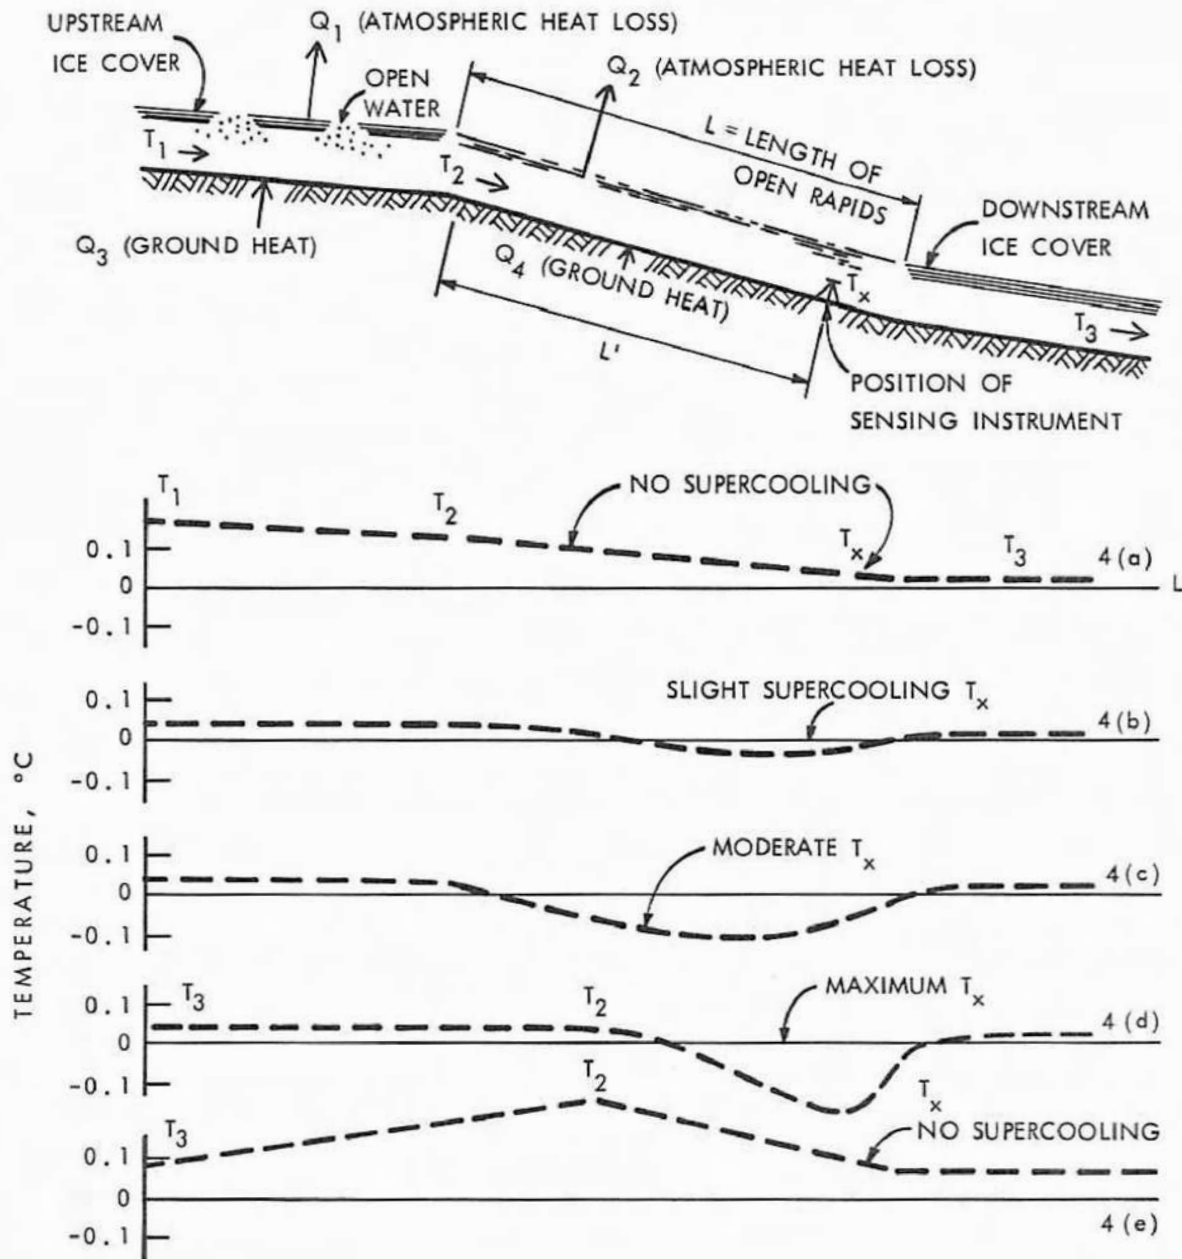 UPSTREAM
ICE COVER
Q1 (ATMOSPHERIC HEAT LOSS)
OPEN
WATER
Q2 (ATMOSPHERIC HEAT LOSS)
L = LENGTH OF
OPEN RAPIDS
T1
T2
DOWNSTREAM
ICE COVER
Q3 (GROUND HEAT)
Q4 (GROUND HEAT)
Tx
T3
L'
POSITION OF
SENSING INSTRUMENT
TEMPERATURE, °C
T1
T2
NO SUPERCOOLING
Tx
T3
4(a)
0.1
0
L
-0.1
SLIGHT SUPERCOOLING Tx
0.1
4(b)
0
-0.1
MODERATE Tx
0.1
4(c)
0
-0.1
T3
T2
MAXIMUM Tx
0.1
4(d)
0
-0.1
T2
Tx
T3
NO SUPERCOOLING
0.1
0
4(e)
-0.1